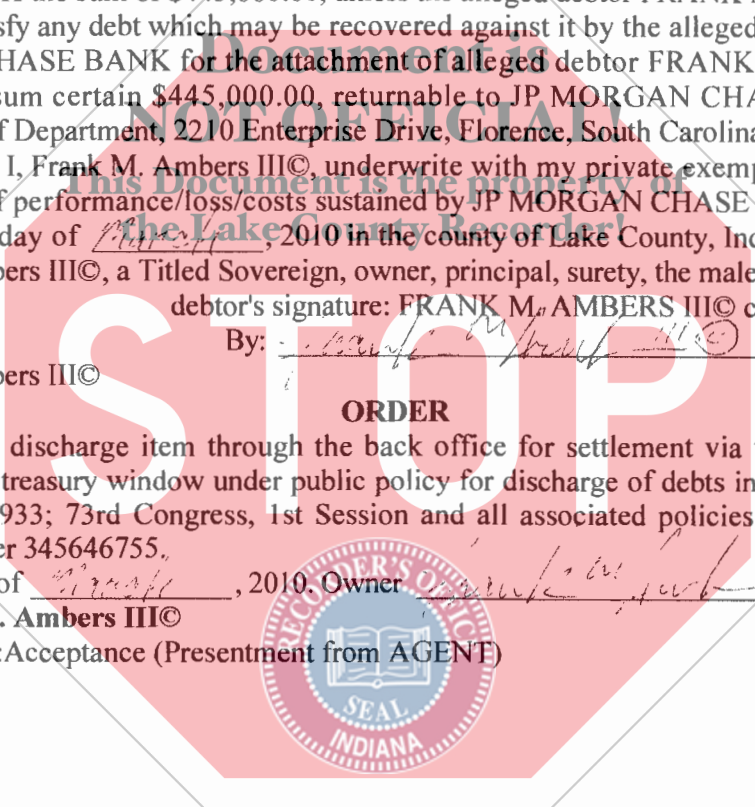 sfy any debt which may be recovered against it by the alleged
HASE BANK for the attachment of alleged debtor FRANK
sum certain $445,000.00, returnable to JP MORGAN CHA
f Department, 2210 Enterprise Drive, Florence, South Carolina
I, Frank M. Ambers III©, underwrite with my private exemp
f performance/loss/costs sustained by JP MORGAN CHASE
day of , 2010 in the county of Lake County, Ind
bers III©, a Titled Sovereign, owner, principal, surety, the male
debtor's signature: FRANK M. AMBERS III© c
By:
bers III©
ORDER
discharge item through the back office for settlement via
treasury window under public policy for discharge of debts in
933; 73rd Congress, 1st Session and all associated policies
er 345646755.
of , 2010. Owner
. Ambers III©
:Acceptance (Presentment from AGENT)
Document is
NOT OFFICIAL!
This Document is the property of
the Lake County Recorder!
STOP
RECORDER'S OFFICE
SEAL
INDIANA